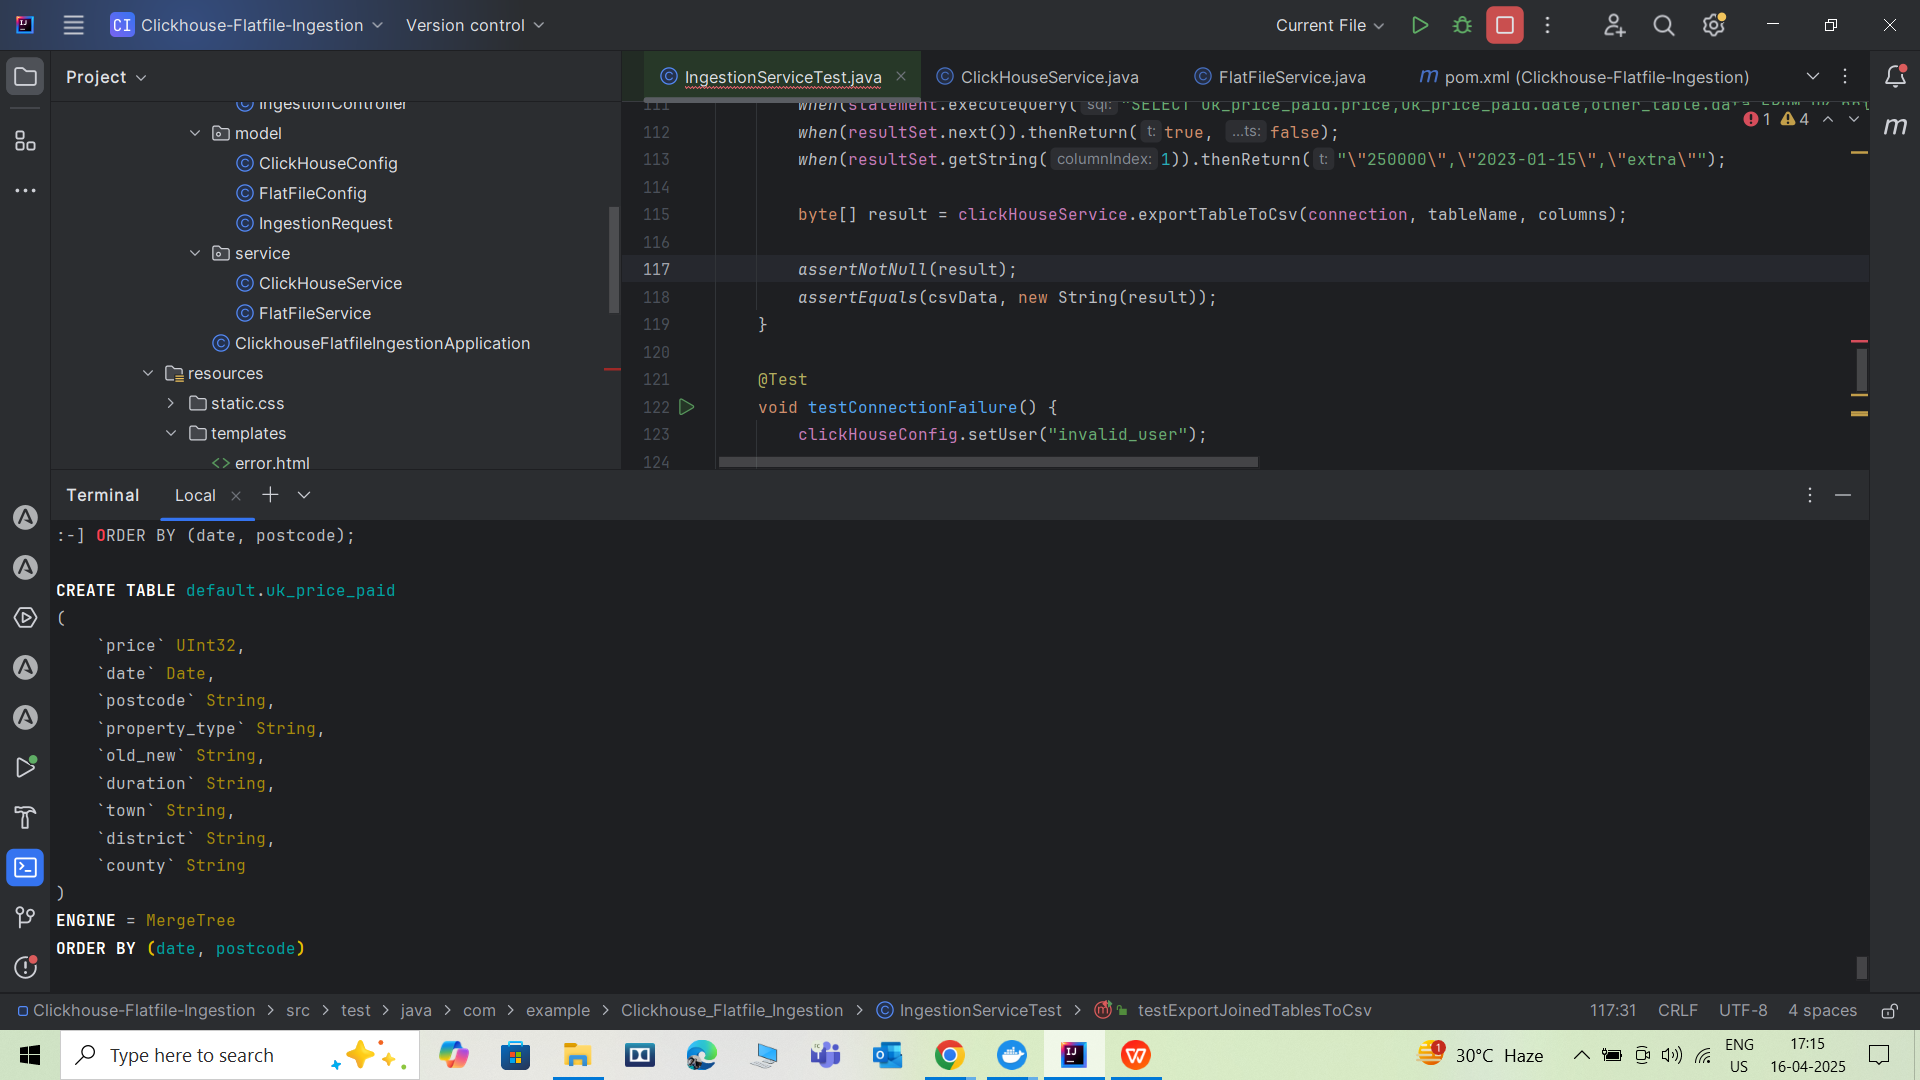 CI Clickhouse-Flatfile-Ingestion Version control Current File
Project
IngestionController
model
ClickHouseConfig
FlatFileConfig
IngestionRequest
service
ClickHouseService
FlatFileService
ClickhouseFlatfileIngestionApplication
resources
static.css
templates
error.html
IngestionServiceTest.java ClickHouseService.java FlatFileService.java m pom.xml (Clickhouse-Flatfile-Ingestion)
1 4
111 when(statement.executeQuery( sql: "SELECT uk_price_paid.price,uk_price_paid.date,other_table.data FROM
112 when(resultSet.next()).thenReturn( t: true, ...ts: false);
113 when(resultSet.getString( columnIndex: 1)).thenReturn( t: "\"250000\",\"2023-01-15\",\"extra\"");
114
115 byte[] result = clickHouseService.exportTableToCsv(connection, tableName, columns);
116
117 assertNotNull(result);
118 assertEquals(csvData, new String(result));
119 }
120
121 @Test
122 void testConnectionFailure() {
123 clickHouseConfig.setUser("invalid_user");
124
Terminal Local
:-] ORDER BY (date, postcode);
CREATE TABLE default.uk_price_paid
(
`price` UInt32,
`date` Date,
`postcode` String,
`property_type` String,
`old_new` String,
`duration` String,
`town` String,
`district` String,
`county` String
)
ENGINE = MergeTree
ORDER BY (date, postcode)
Clickhouse-Flatfile-Ingestion > src > test > java > com > example > Clickhouse_Flatfile_Ingestion > IngestionServiceTest > testExportJoinedTablesToCsv 117:31 CRLF UTF-8 4 spaces
Type here to search 1 30°C Haze ENG US 17:15 16-04-2025